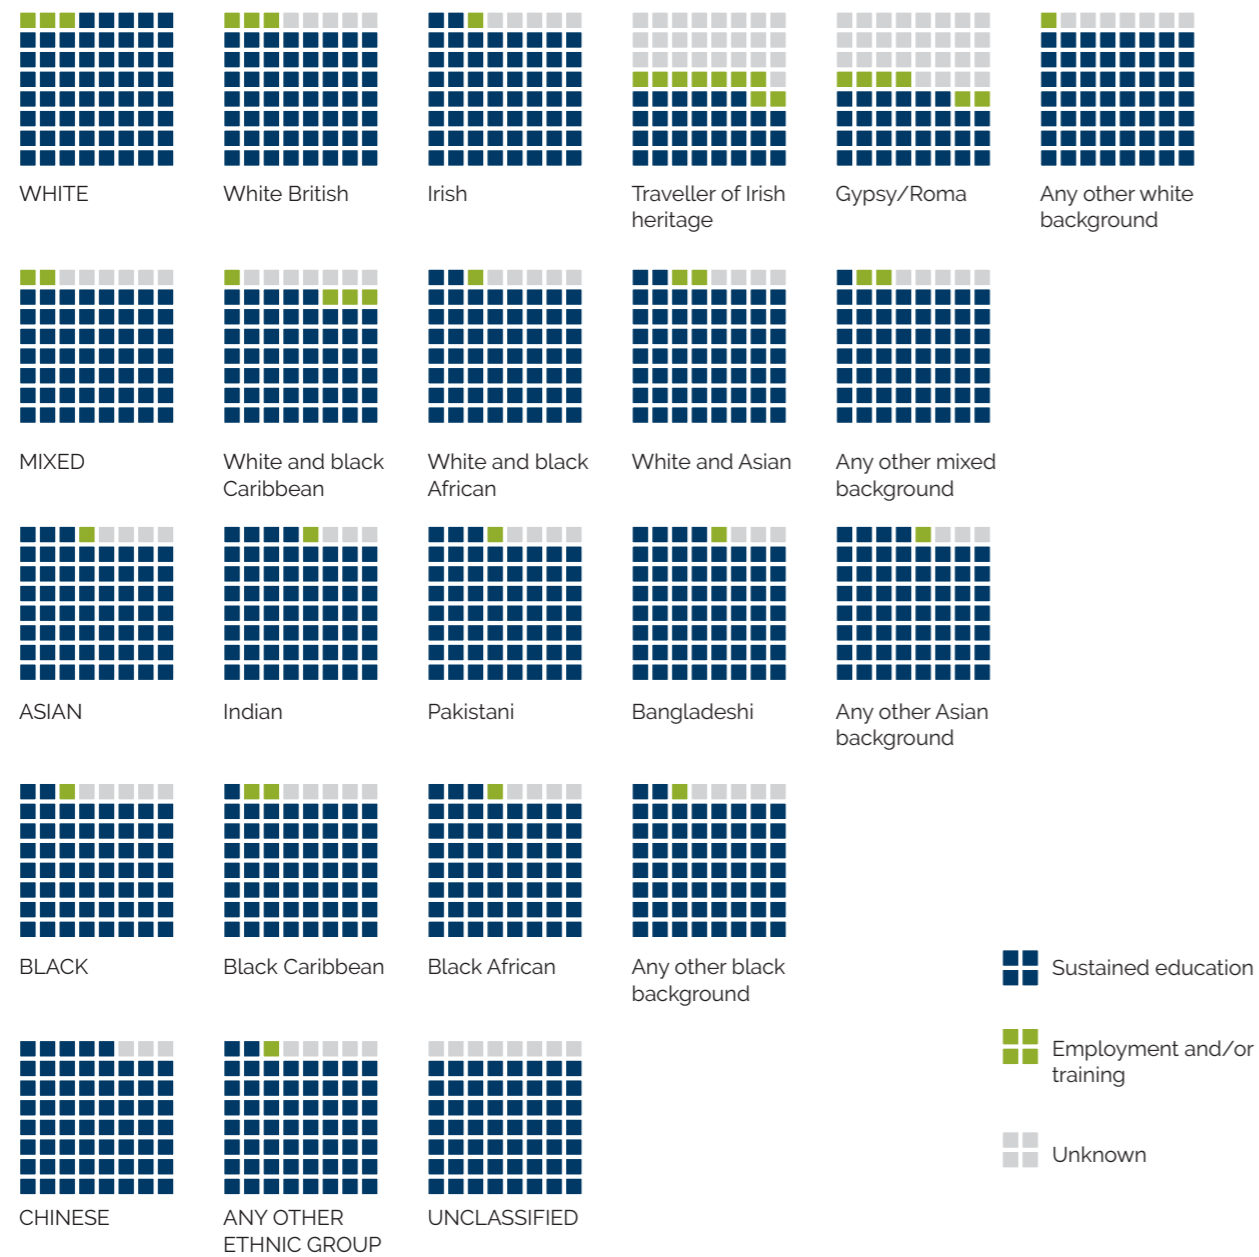 WHITE
White British
Irish
Traveller of Irish
heritage
Gypsy/Roma
Any other white
background
MIXED
White and black
Caribbean
White and black
African
White and Asian
Any other mixed
background
ASIAN
Indian
Pakistani
Bangladeshi
Any other Asian
background
BLACK
Black Caribbean
Black African
Any other black
background
Sustained education
Employment and/or
training
Unknown
CHINESE
ANY OTHER
ETHNIC GROUP
UNCLASSIFIED